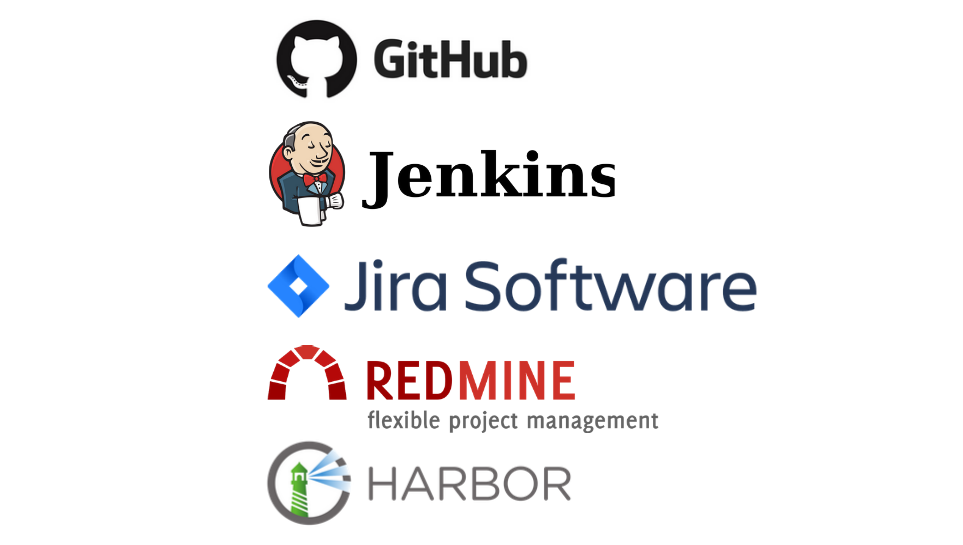 GitHub
Jenkins
Jira Software
REDMINE
flexible project management
HARBOR